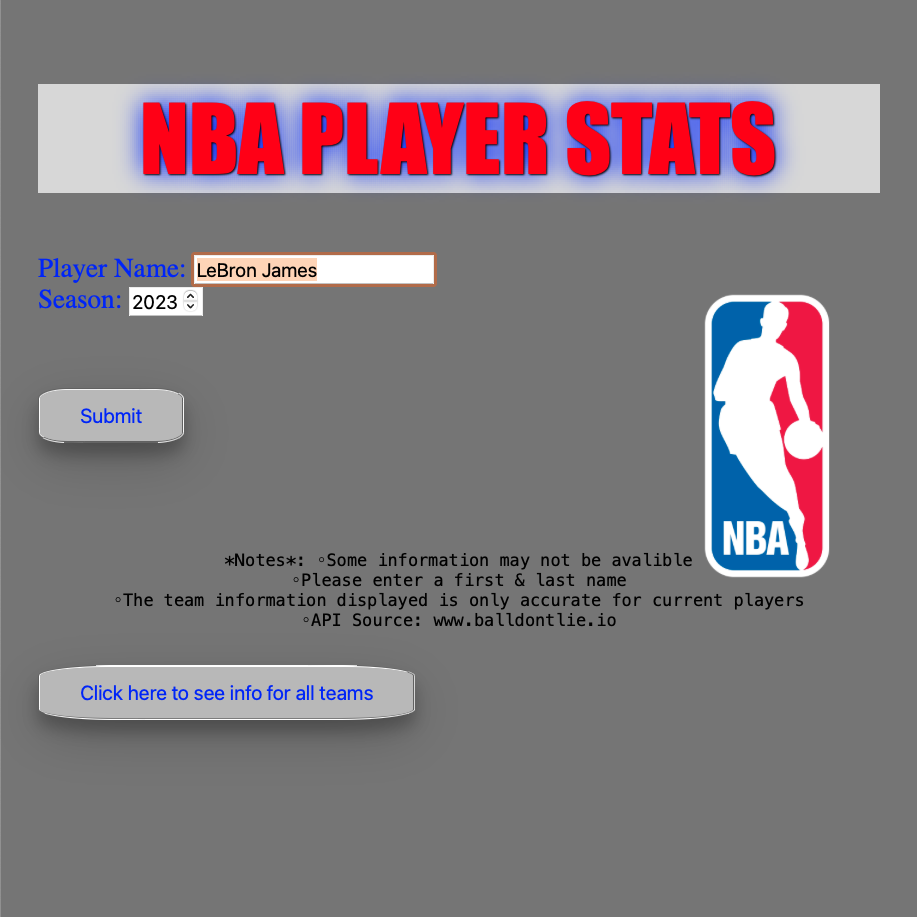 NBA PLAYER STATS
Player Name: LeBron James
Season: 2023
Submit
NBA
*Notes*: ◦Some information may not be avalible
◦Please enter a first & last name
◦The team information displayed is only accurate for current players
◦API Source: www.balldontlie.io
Click here to see info for all teams